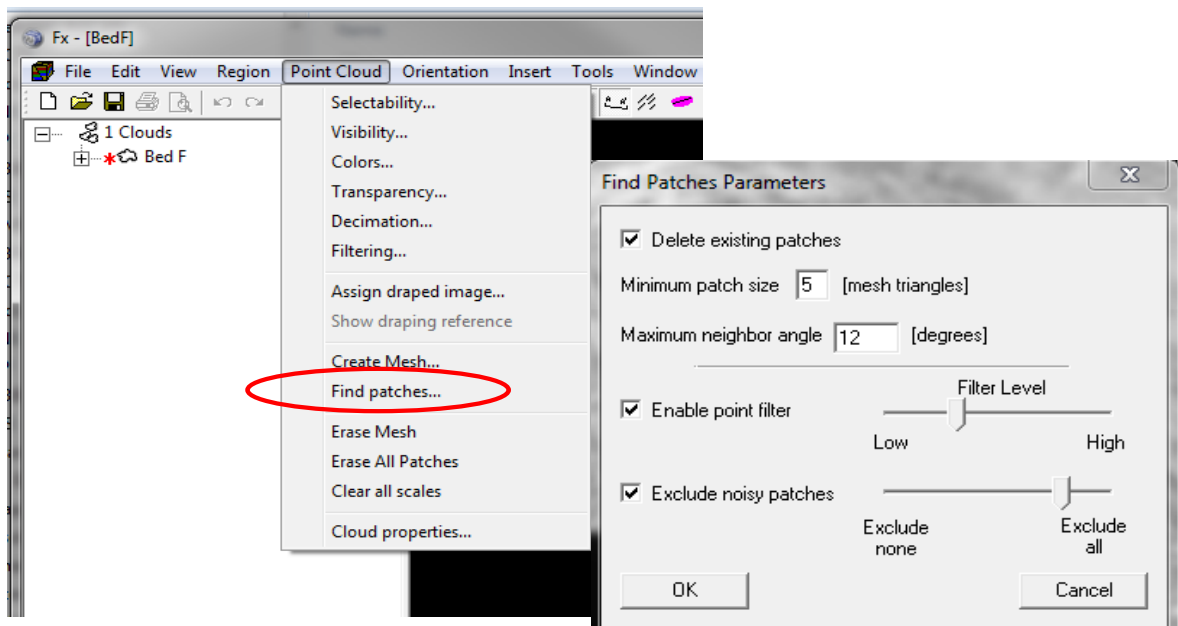 Fx - [BedF]
File Edit View Region Point Cloud Orientation Insert Tools Window
1 Clouds
Bed F
Selectability...
Visibility...
Colors...
Transparency...
Decimation...
Filtering...
Assign draped image...
Show draping reference
Create Mesh...
Find patches...
Erase Mesh
Erase All Patches
Clear all scales
Cloud properties...
Find Patches Parameters
Delete existing patches
Minimum patch size 5 [mesh triangles]
Maximum neighbor angle 12 [degrees]
Filter Level
Enable point filter
Low High
Exclude noisy patches
Exclude none Exclude all
OK Cancel